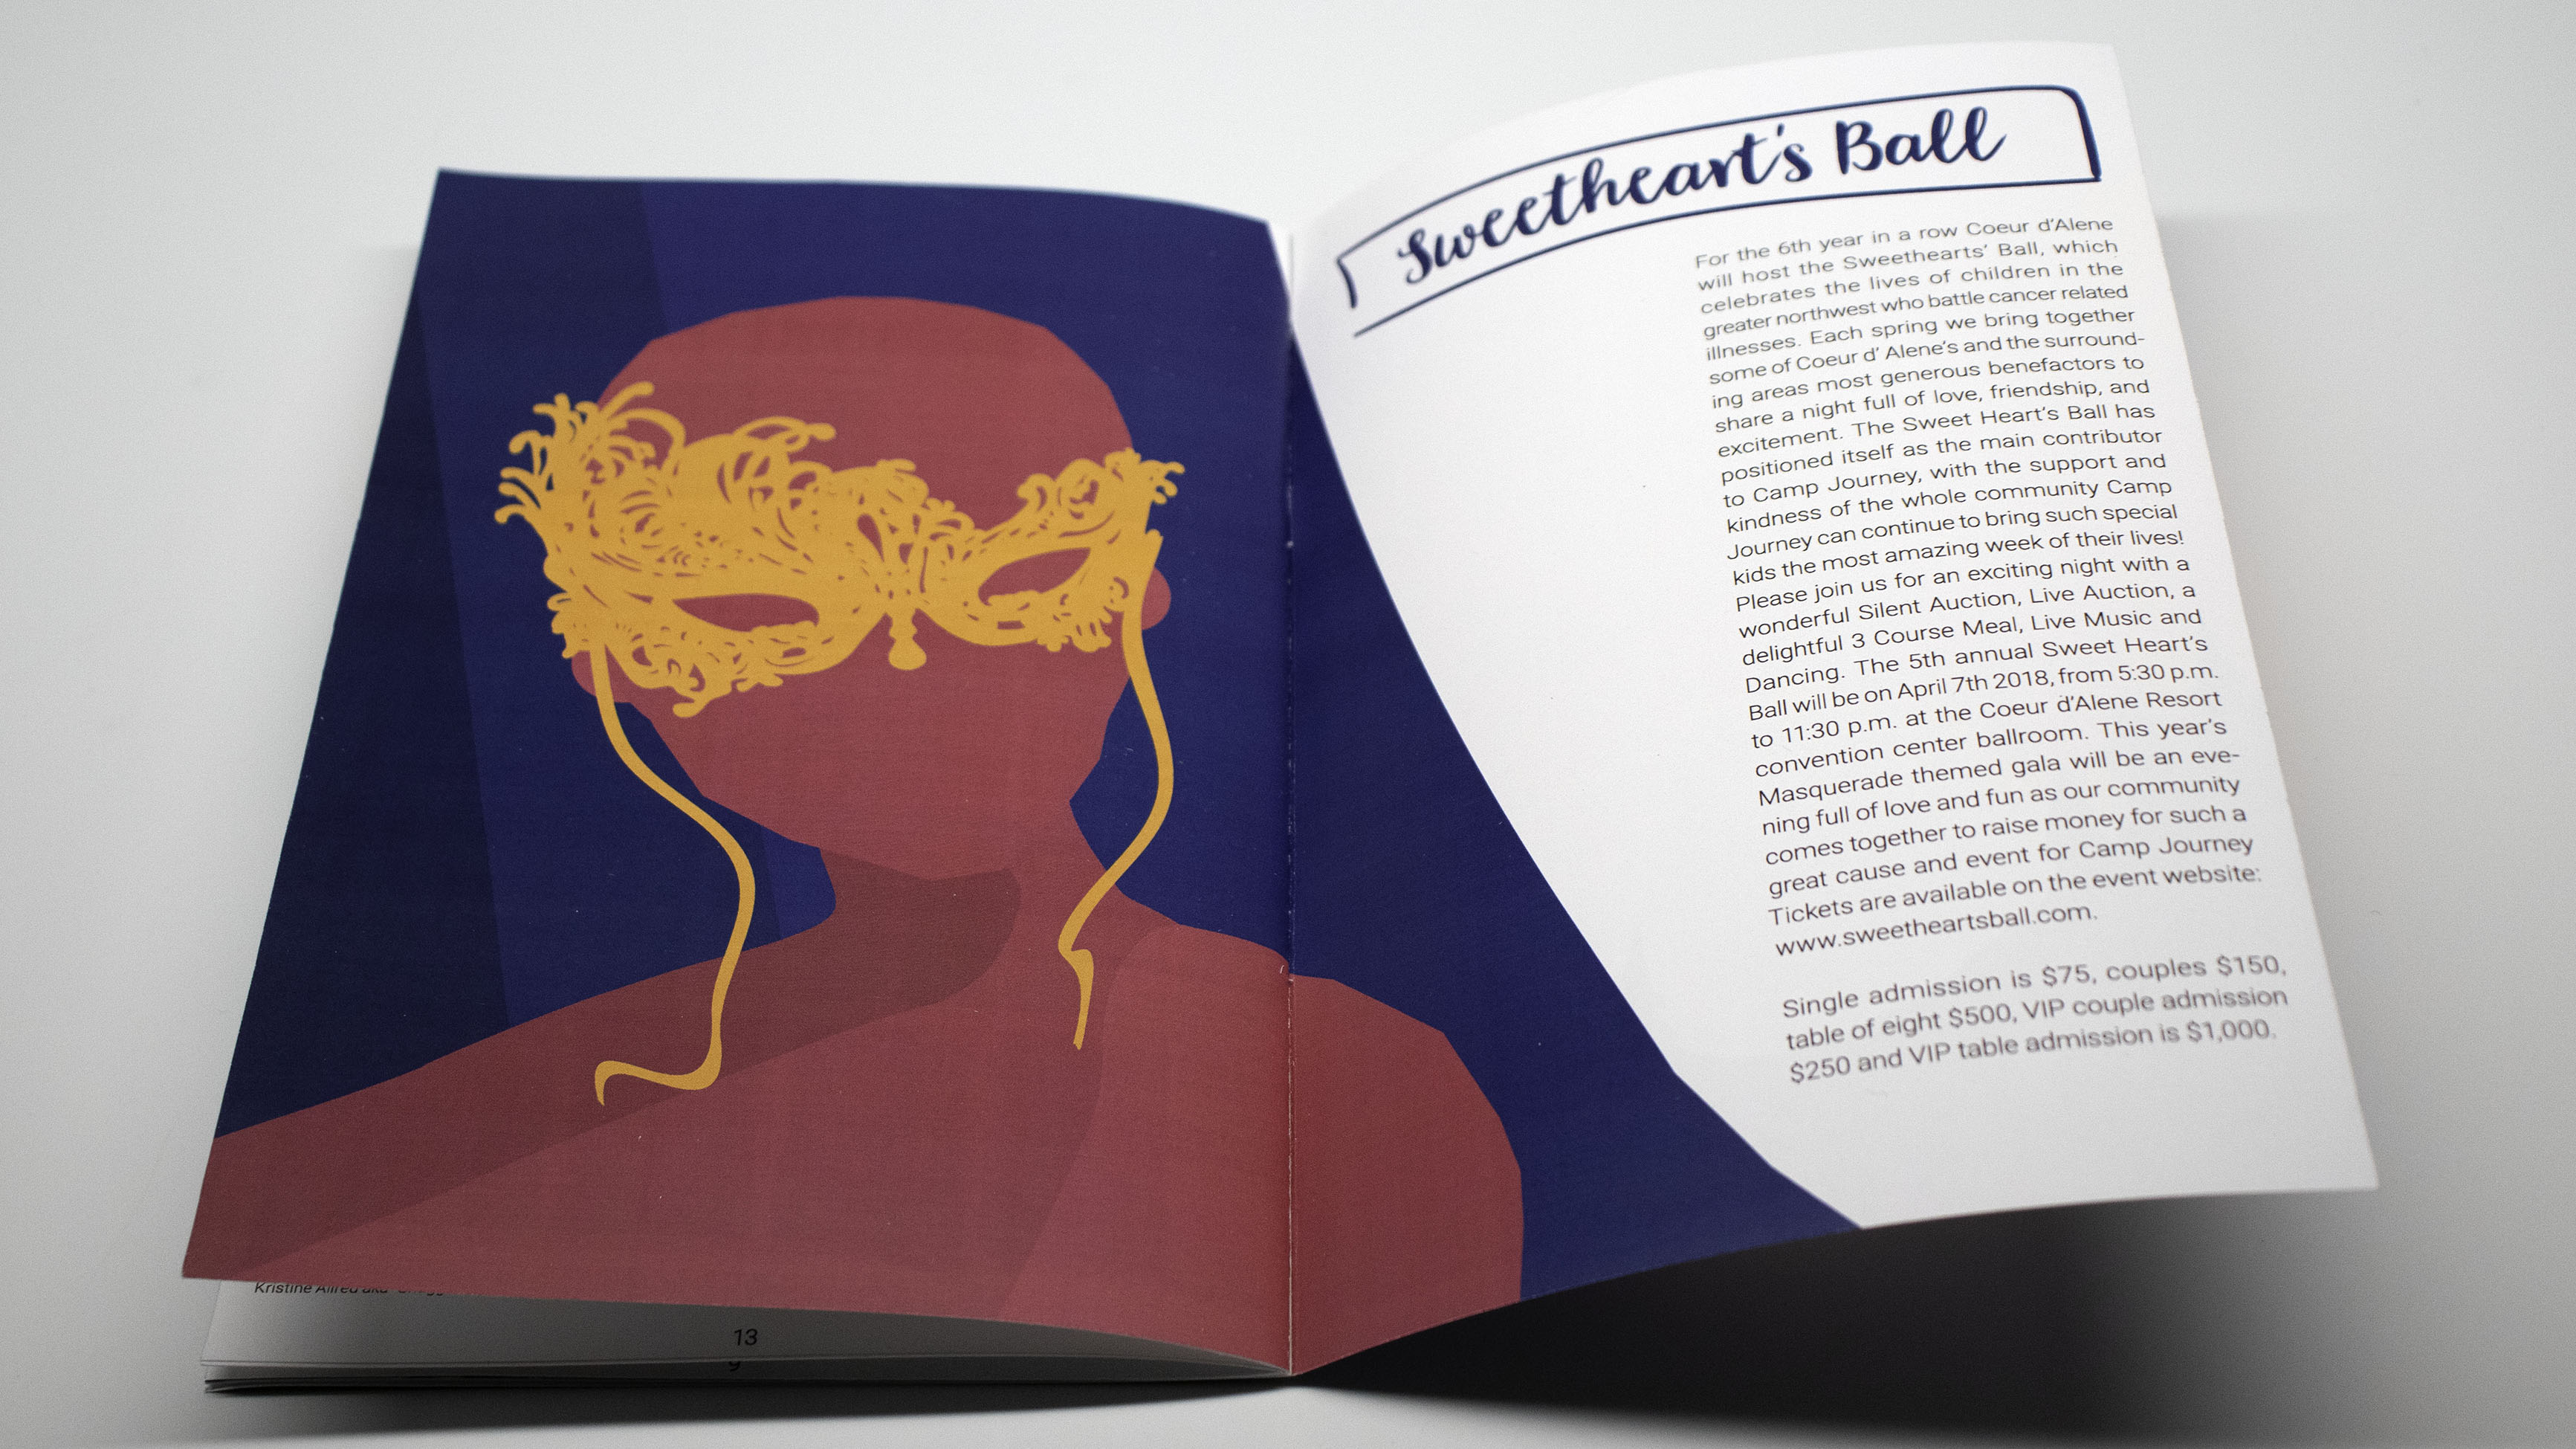 Sweetheart's Ball
For the 6th year in a row Coeur d'Alene
will host the Sweethearts' Ball, which
celebrates the lives of children in the
greater northwest who battle cancer related
illnesses. Each spring we bring together
some of Coeur d' Alene's and the surround-
ing areas most generous benefactors to
share a night full of love, friendship, and
excitement. The Sweet Heart's Ball has
positioned itself as the main contributor
to Camp Journey, with the support and
kindness of the whole community Camp
Journey can continue to bring such special
kids the most amazing week of their lives!
Please join us for an exciting night with a
wonderful Silent Auction, Live Auction, a
delightful 3 Course Meal, Live Music and
Dancing. The 5th annual Sweet Heart's
Ball will be on April 7th 2018, from 5:30 p.m.
to 11:30 p.m. at the Coeur d'Alene Resort
convention center ballroom. This year's
Masquerade themed gala will be an eve-
ning full of love and fun as our community
comes together to raise money for such a
great cause and event for Camp Journey
Tickets are available on the event website:
www.sweetheartsball.com.
Single admission is $75, couples $150,
table of eight $500, VIP couple admission
$250 and VIP table admission is $1,000.
Kristine
13
9